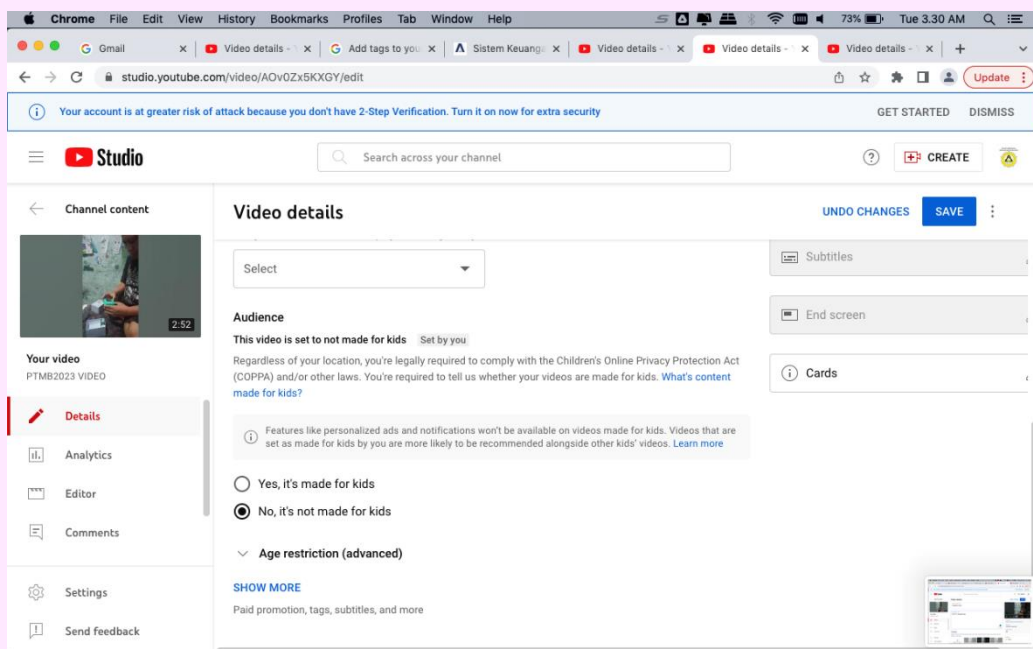 Chrome File Edit View History Bookmarks Profiles Tab Window Help 73% Tue 3.30 AM
Gmail Video details - Add tags to you Sistem Keuanga Video details - Video details - Video details -
studio.youtube.com/video/AOv0Zx5KXGY/edit Update
Your account is at greater risk of attack because you don't have 2-Step Verification. Turn it on now for extra security GET STARTED DISMISS
Studio Search across your channel CREATE
Channel content
Video details UNDO CHANGES SAVE
2:52
Your video
PTMB2023 VIDEO
Details
Analytics
Editor
Comments
Settings
Send feedback
Select
Audience
This video is set to not made for kids Set by you
Regardless of your location, you're legally required to comply with the Children's Online Privacy Protection Act
(COPPA) and/or other laws. You're required to tell us whether your videos are made for kids. What's content
made for kids?
Features like personalized ads and notifications won't be available on videos made for kids. Videos that are
set as made for kids by you are more likely to be recommended alongside other kids' videos. Learn more
Yes, it's made for kids
No, it's not made for kids
Age restriction (advanced)
SHOW MORE
Paid promotion, tags, subtitles, and more
Subtitles
End screen
Cards